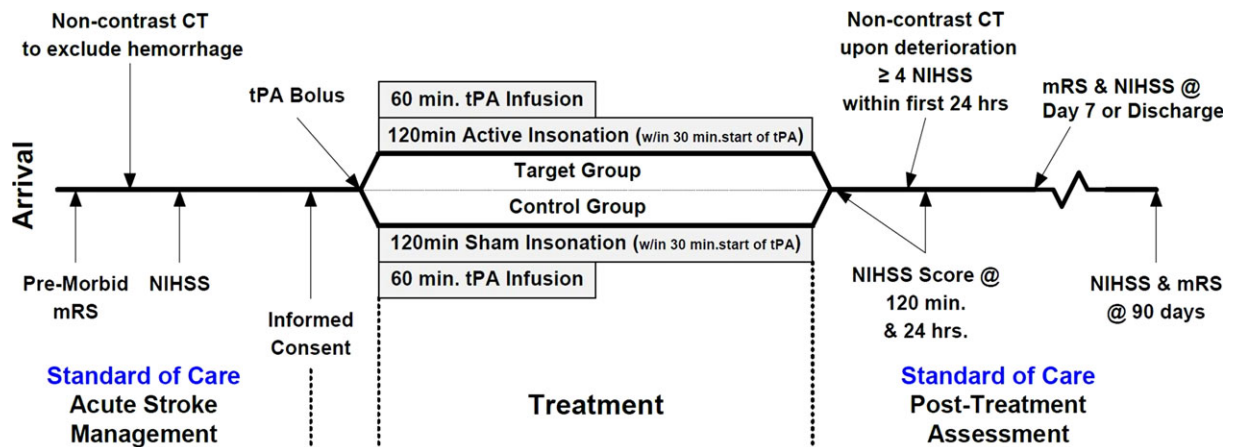 Non-contrast CT
to exclude hemorrhage
tPA Bolus
60 min. tPA Infusion
120min Active Insonation (w/in 30 min.start of tPA)
Target Group
Control Group
120min Sham Insonation (w/in 30 min.start of tPA)
60 min. tPA Infusion
Non-contrast CT
upon deterioration
≥ 4 NIHSS
within first 24 hrs
mRS & NIHSS @
Day 7 or Discharge
Arrival
Pre-Morbid
mRS
NIHSS
Informed
Consent
NIHSS Score @
120 min.
& 24 hrs.
NIHSS & mRS
@ 90 days
Standard of Care
Acute Stroke
Management
Treatment
Standard of Care
Post-Treatment
Assessment